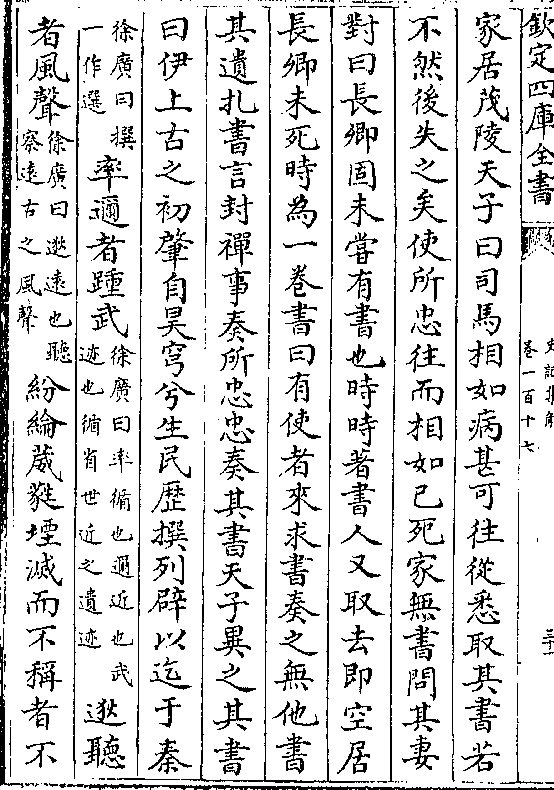 欽定四庫全書
史記集解
卷一百十七
家居茂陵天子曰司馬相如病甚可往從悉取其書若
不然後失之矣使所忠往而相如已死家無書問其妻
對曰長卿固未嘗有書也時時著書人又取去即空居
長卿未死時為一卷書曰有使者來求書奏之無他書
其遺札書言封禪事奏所忠忠奏其書天子異之其書
曰伊上古之初肇自昊穹兮生民歷撰列辟以迄于秦
徐廣曰撰一作選率邇者踵武徐廣曰率循也邇近也武迹也循省世近之遺迹逖聽
者風聲徐廣曰逖遠也聽察遠古之風聲紛綸葳蕤堙滅而不稱者不